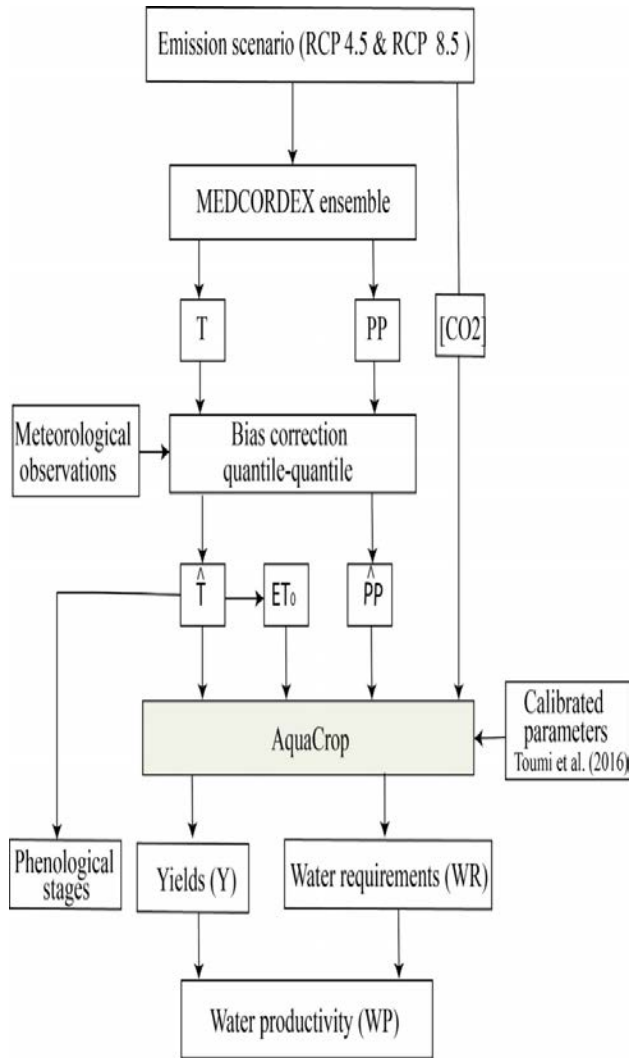 Emission scenario (RCP 4.5 & RCP 8.5 )
MEDCORDEX ensemble
T
PP
[CO2]
Meteorological
observations
Bias correction
quantile-quantile
T̂
ET₀
P̂P
AquaCrop
Calibrated
parameters
Toumi et al. (2016)
Phenological
stages
Yields (Y)
Water requirements (WR)
Water productivity (WP)